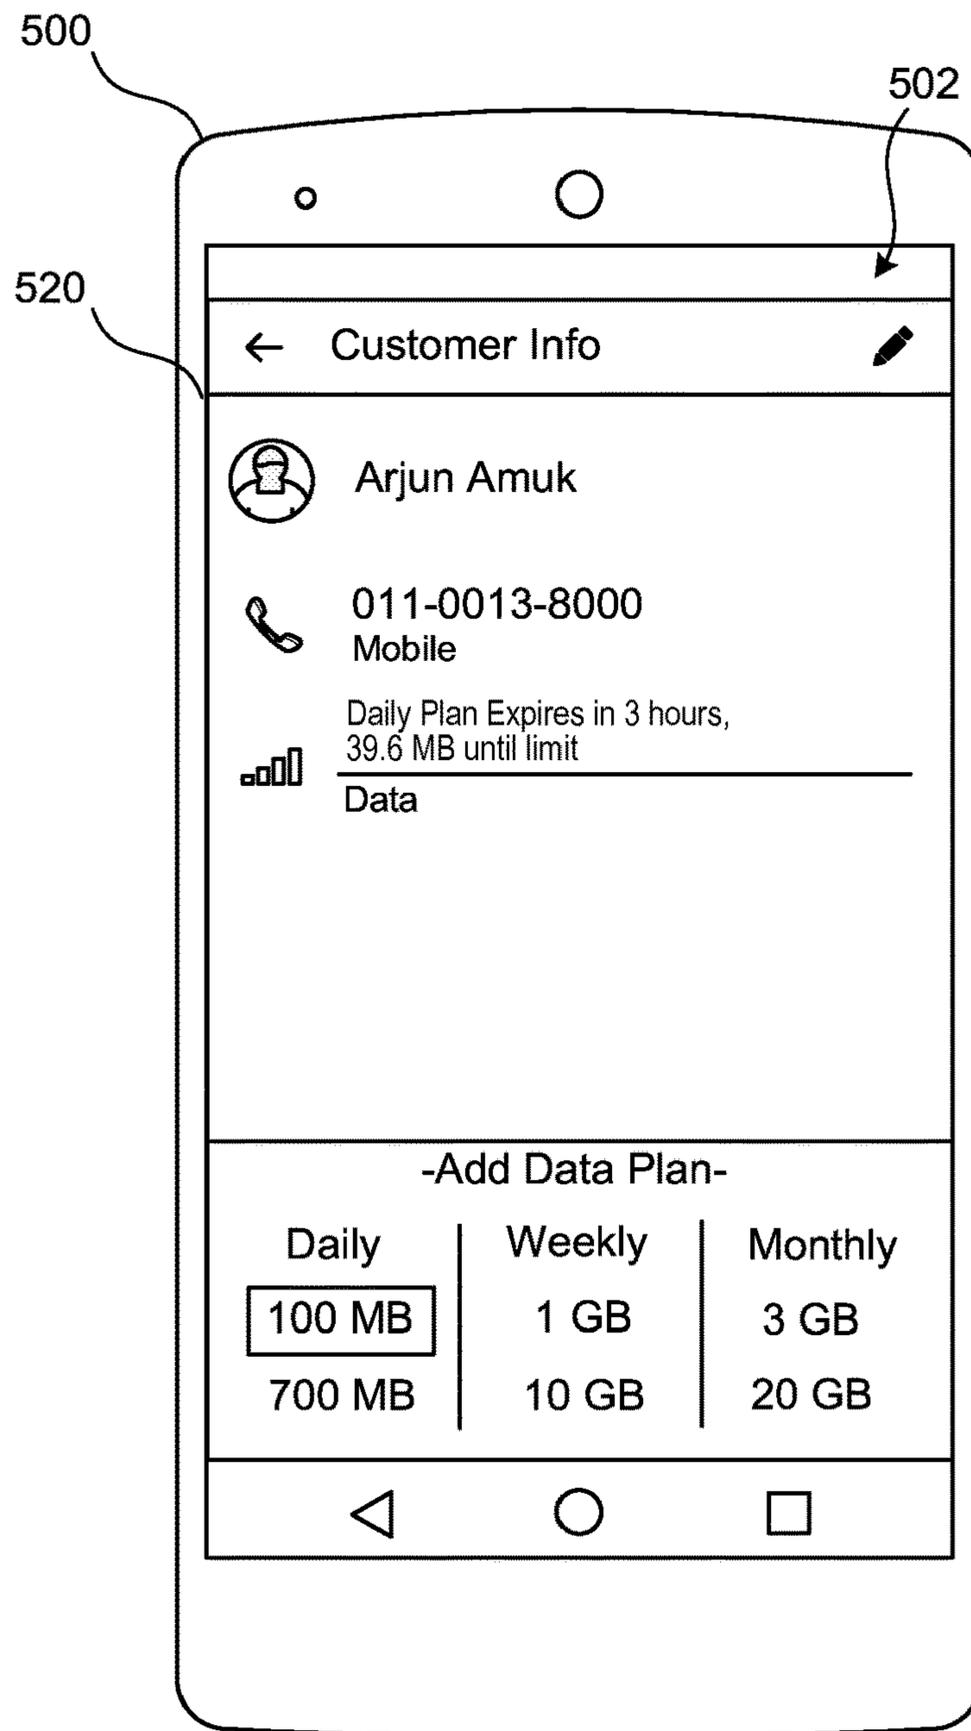 500
502
520
Customer Info
Arjun Amuk
011-0013-8000
Mobile
Daily Plan Expires in 3 hours,
39.6 MB until limit
Data
-Add Data Plan-
Daily Weekly Monthly
100 MB 1 GB 3 GB
700 MB 10 GB 20 GB